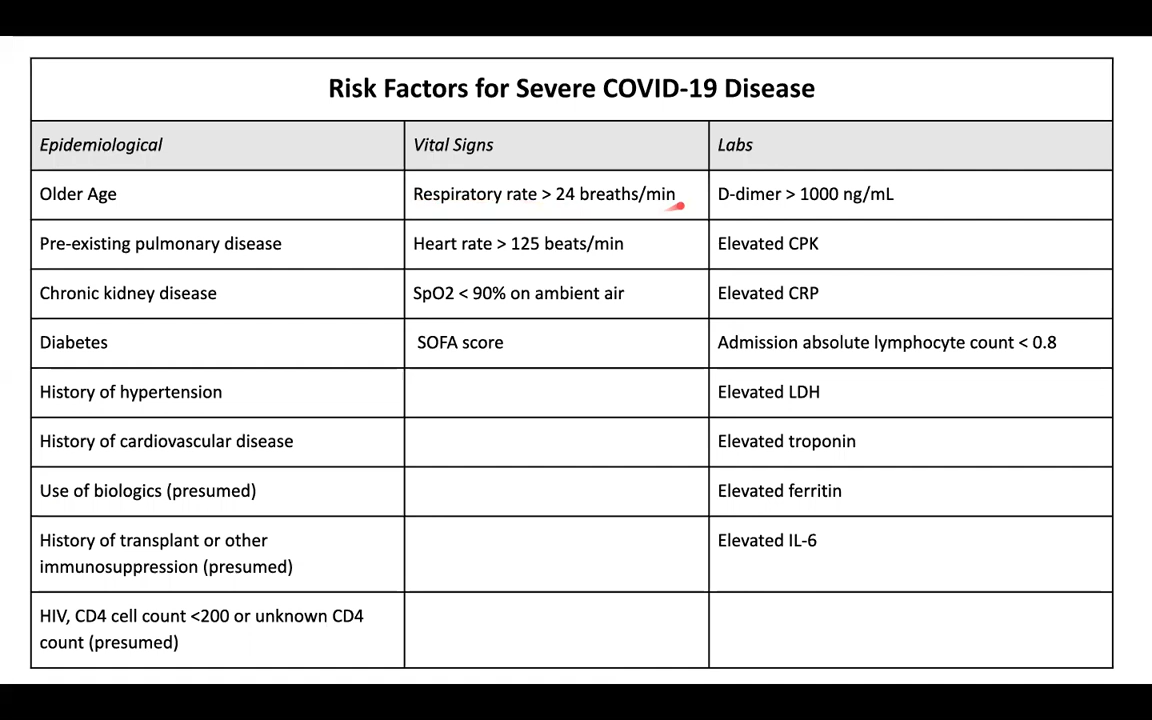 Risk Factors for Severe COVID-19 Disease
Epidemiological Vital Signs Labs
Older Age Respiratory rate > 24 breaths/min D-dimer > 1000 ng/mL
Pre-existing pulmonary disease Heart rate > 125 beats/min Elevated CPK
Chronic kidney disease SpO2 < 90% on ambient air Elevated CRP
Diabetes SOFA score Admission absolute lymphocyte count < 0.8
History of hypertension Elevated LDH
History of cardiovascular disease Elevated troponin
Use of biologics (presumed) Elevated ferritin
History of transplant or other Elevated IL-6
immunosuppression (presumed)
HIV, CD4 cell count <200 or unknown CD4
count (presumed)